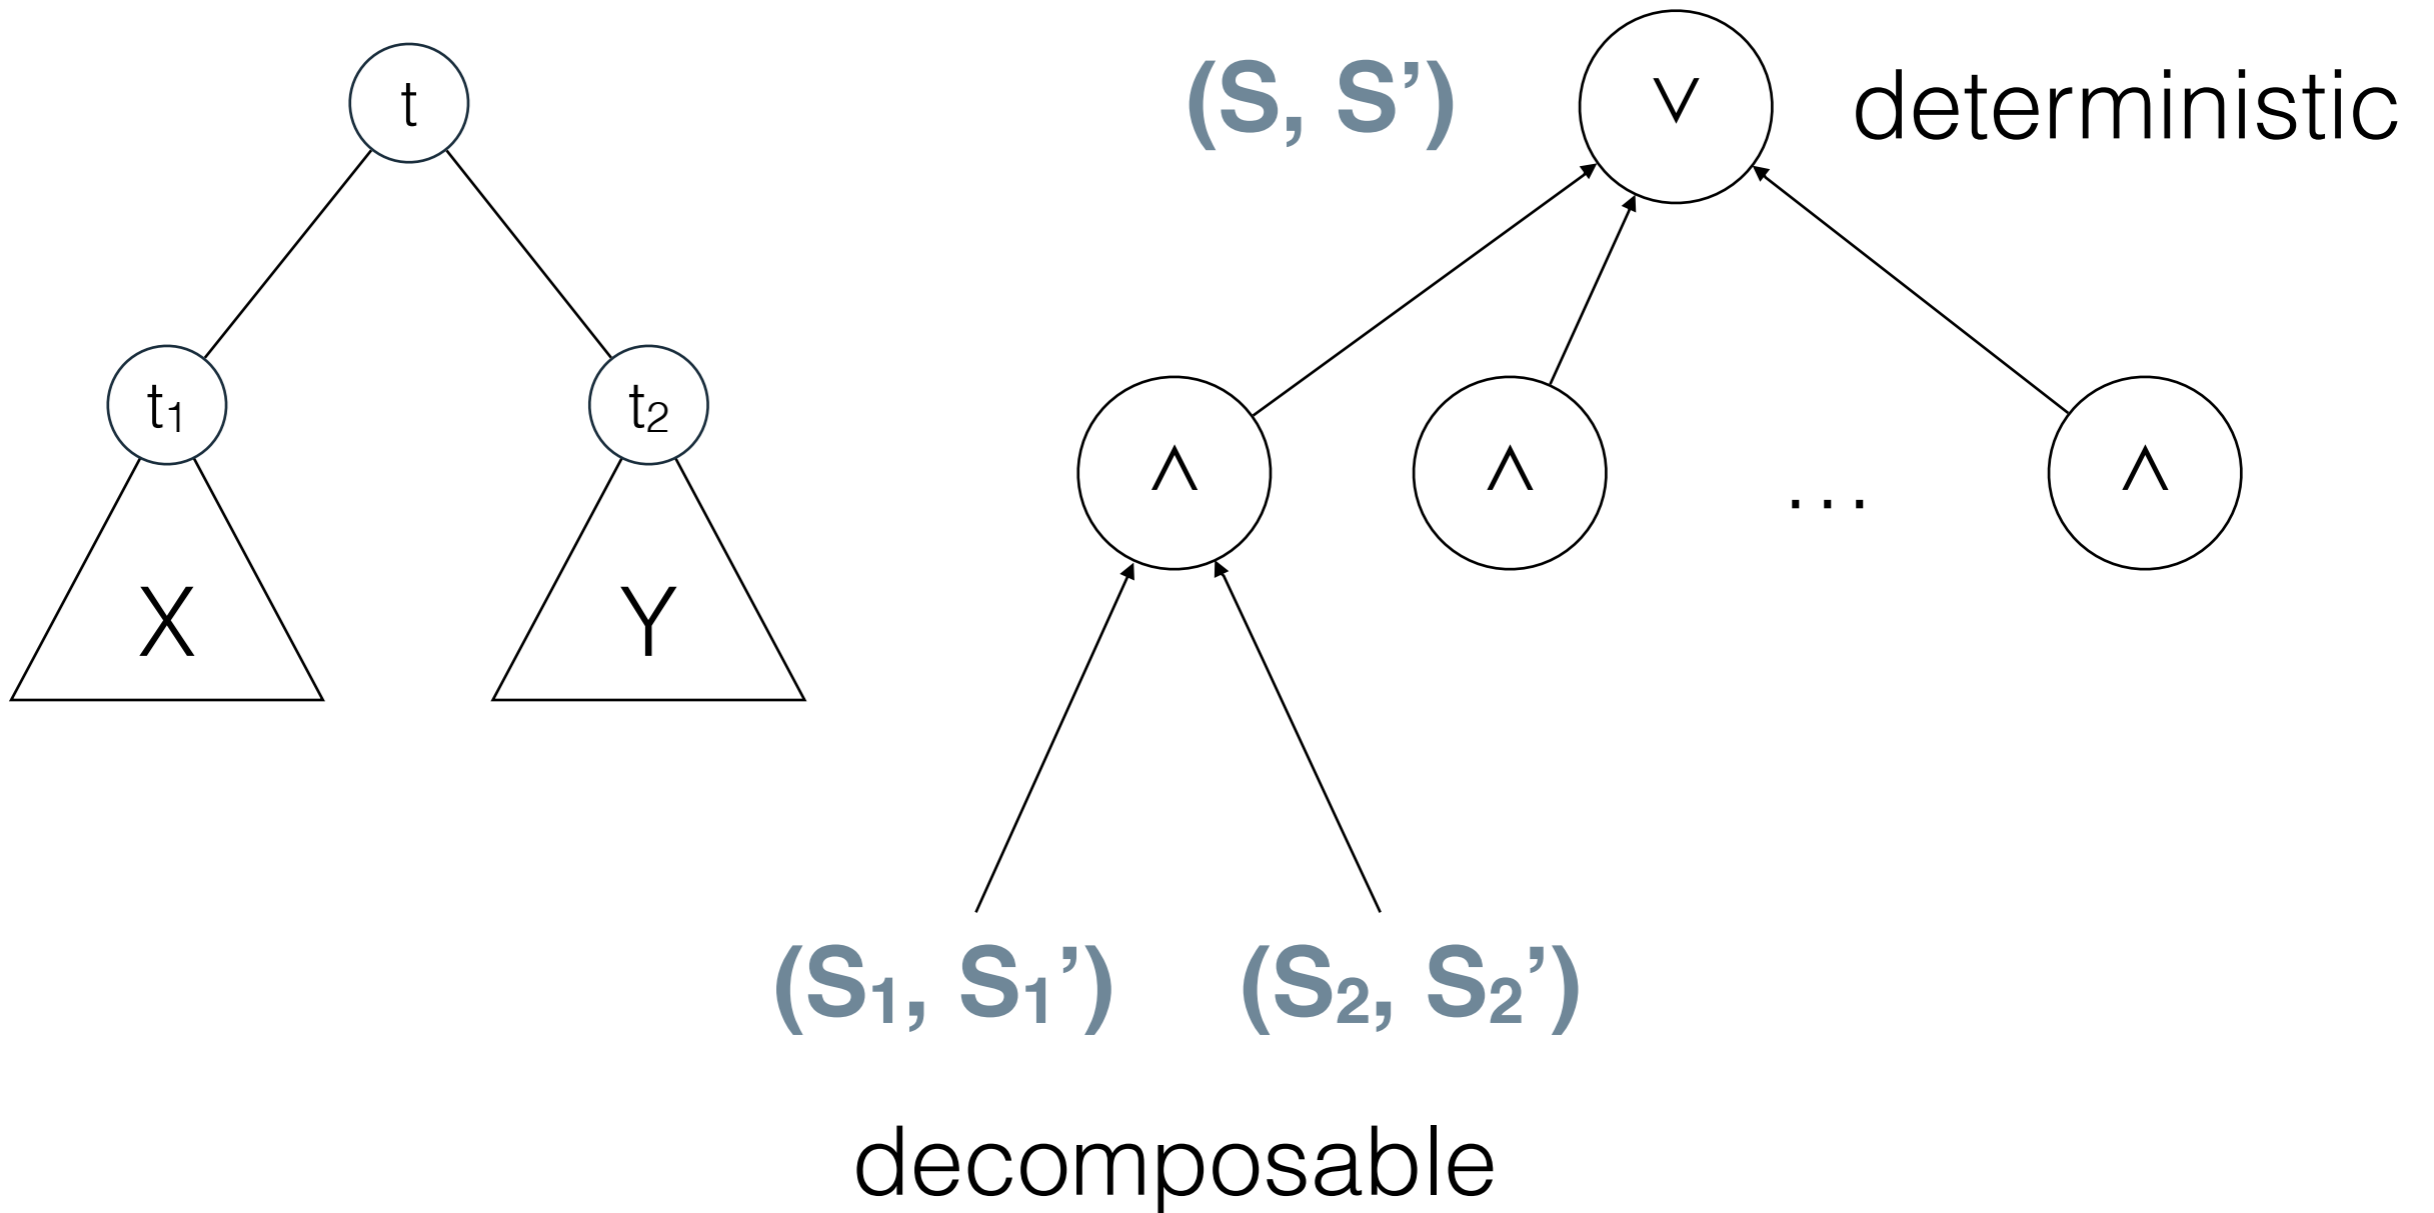 t
(S, S’)
∨
deterministic
t₁
t₂
∧
∧
...
∧
X
Y
(S₁, S₁’)
(S₂, S₂’)
decomposable